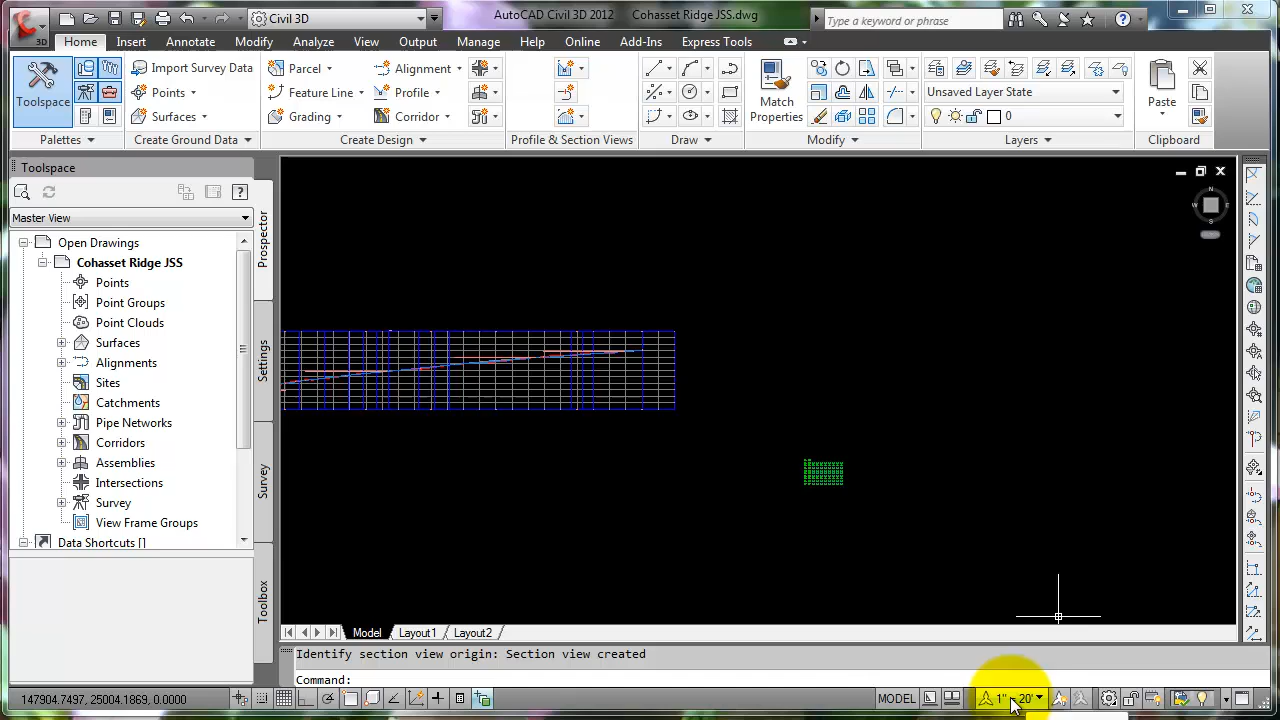 AutoCAD Civil 3D 2012 Cohasset Ridge JSS.dwg
Civil 3D
Type a keyword or phrase
3D
Home Insert Annotate Modify Analyze View Output Manage Help Online Add-Ins Express Tools
Toolspace
Import Survey Data
Points
Surfaces
Parcel
Feature Line
Grading
Alignment
Profile
Corridor
Match
Properties
Unsaved Layer State
0
Paste
Palettes
Create Ground Data
Create Design
Profile & Section Views
Draw
Modify
Layers
Clipboard
Toolspace
Master View
Open Drawings
Cohasset Ridge JSS
Points
Point Groups
Point Clouds
Surfaces
Alignments
Sites
Catchments
Pipe Networks
Corridors
Assemblies
Intersections
Survey
View Frame Groups
Data Shortcuts []
Prospector
Settings
Survey
Toolbox
N
W
E
S
Model Layout1 Layout2
Identify section view origin: Section view created
Command:
147904.7497, 25004.1869, 0.0000
MODEL
1" = 20'